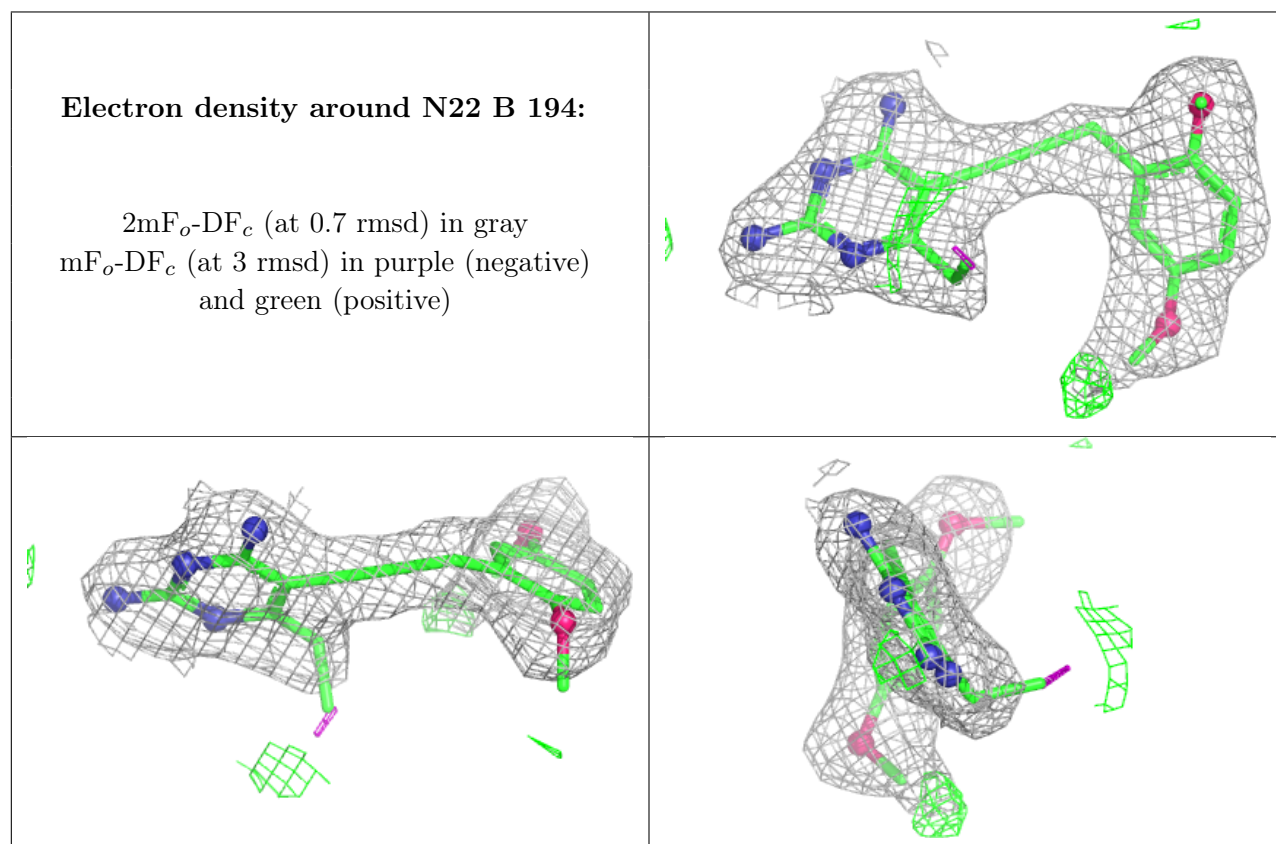 Electron density around N22 B 194:
2mFₒ-DF𝒸 (at 0.7 rmsd) in gray
mFₒ-DF𝒸 (at 3 rmsd) in purple (negative)
and green (positive)